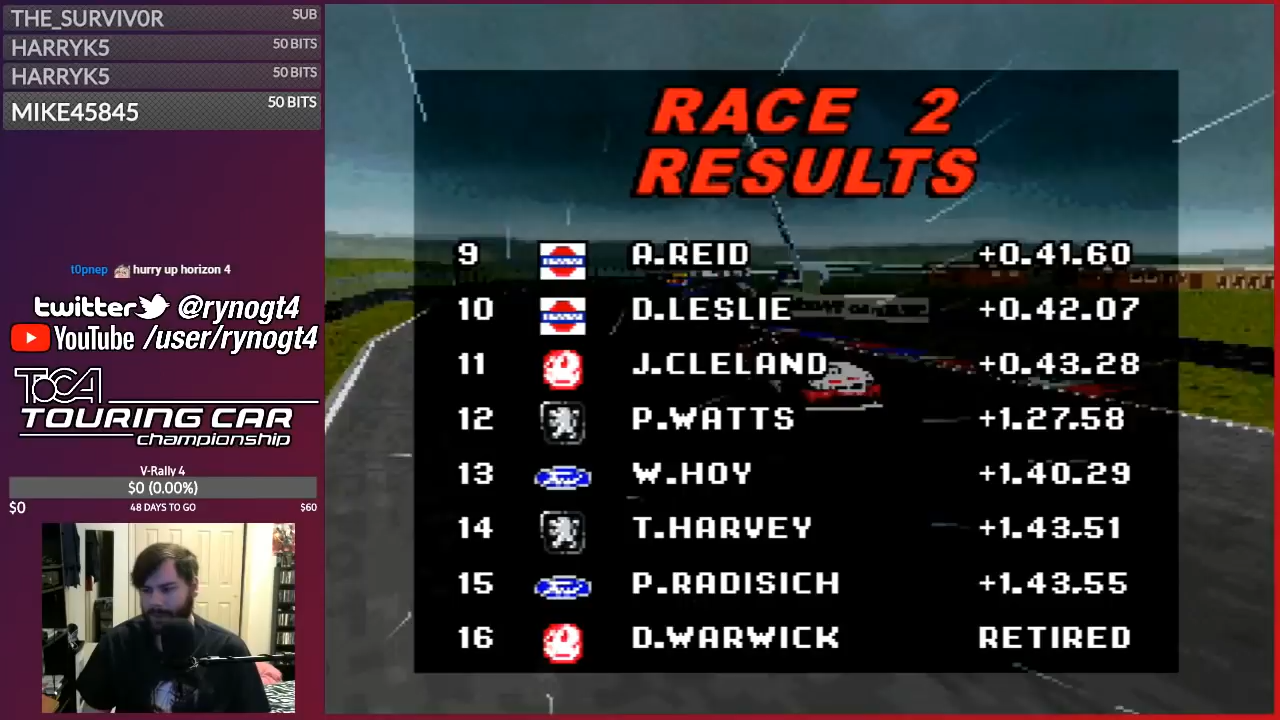 THE_SURVIV0R SUB
HARRYK5 50 BITS
HARRYK5 50 BITS
MIKE45845 50 BITS
t0pnep hurry up horizon 4
twitter @rynogt4
YouTube /user/rynogt4
TOCA
TOURING CAR
championship
V-Rally 4
$0 (0.00%)
$0 48 DAYS TO GO $60
RACE 2
RESULTS
9 A.REID +0.41.60
10 D.LESLIE +0.42.07
11 J.CLELAND +0.43.28
12 P.WATTS +1.27.58
13 W.HOY +1.40.29
14 T.HARVEY +1.43.51
15 P.RADISICH +1.43.55
16 D.WARWICK RETIRED